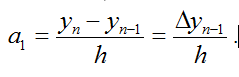 a₁ = (yₙ − yₙ₋₁)/h = Δyₙ₋₁/h .